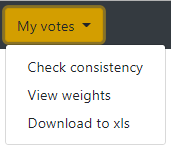 My votes
Check consistency
View weights
Download to xls